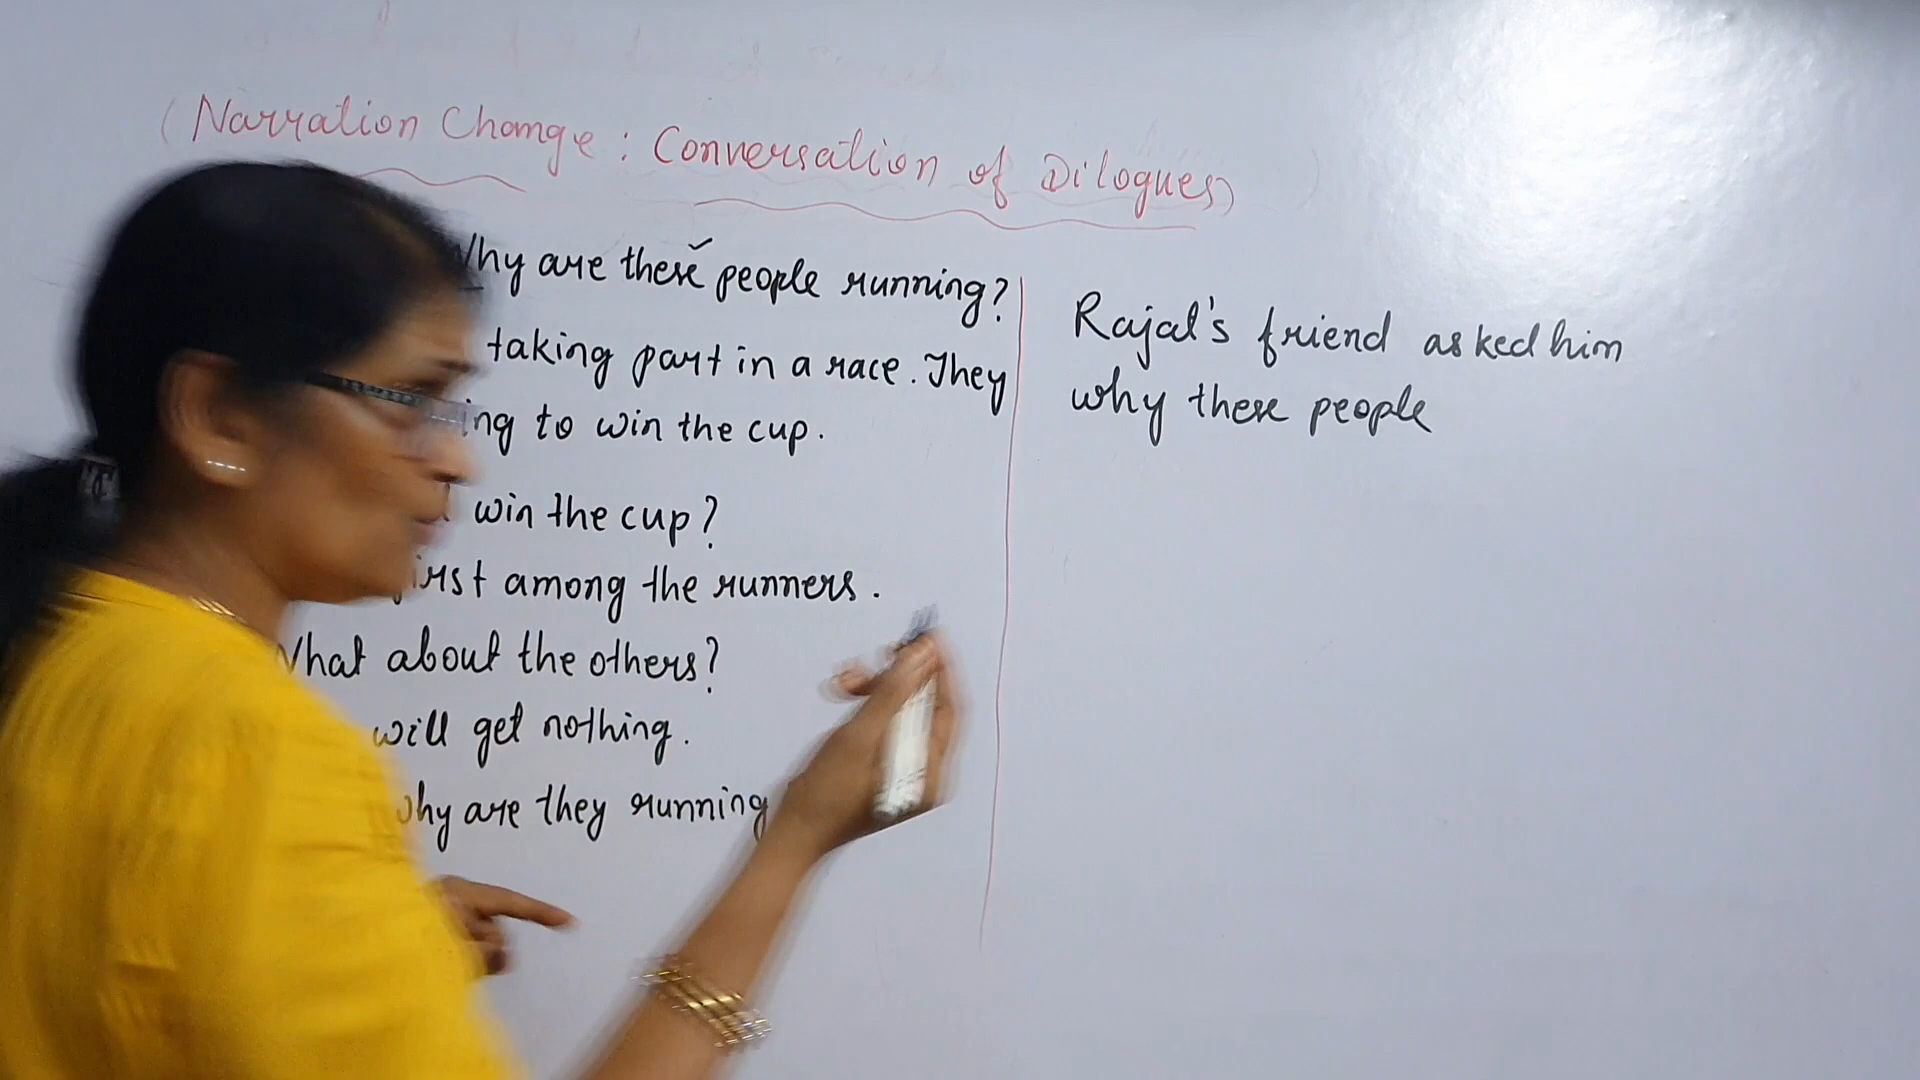 (Narration Change : Conversation of Dilogues)
Why are these people running?
taking part in a race. They
ing to win the cup.
win the cup?
first among the runners.
What about the others?
will get nothing.
why are they running
Rajat's friend asked him
why these people